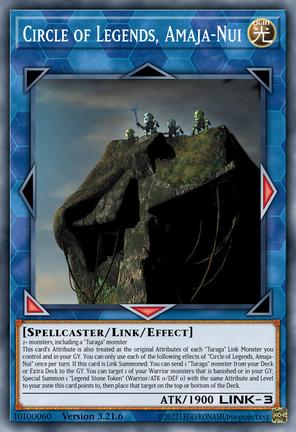 CIRCLE OF LEGENDS, AMAJA-NUI
LIGHT
光
[SPELLCASTER/LINK/EFFECT]
2+ monsters, including a "Turaga" monster
This card's Attribute is also treated as the original Attributes of each "Turaga" Link Monster you
control and in your GY. You can only use each of the following effects of "Circle of Legends, Amaja-
Nui" once per turn. If this card is Link Summoned: You can send 1 "Turaga" monster from your Deck
or Extra Deck to the GY. You can target 1 of your Warrior monsters that is banished or in your GY;
Special Summon 1 "Legend Stone Token" (Warrior/ATK 0/DEF 0) with the same Attribute and Level
to your zone this card points to, then place that target on the top or bottom of the Deck.
ATK/1900 LINK-3
10100060 Version 3.21.6 ©2022 LEGO/KONAMI/bye-project.xyz